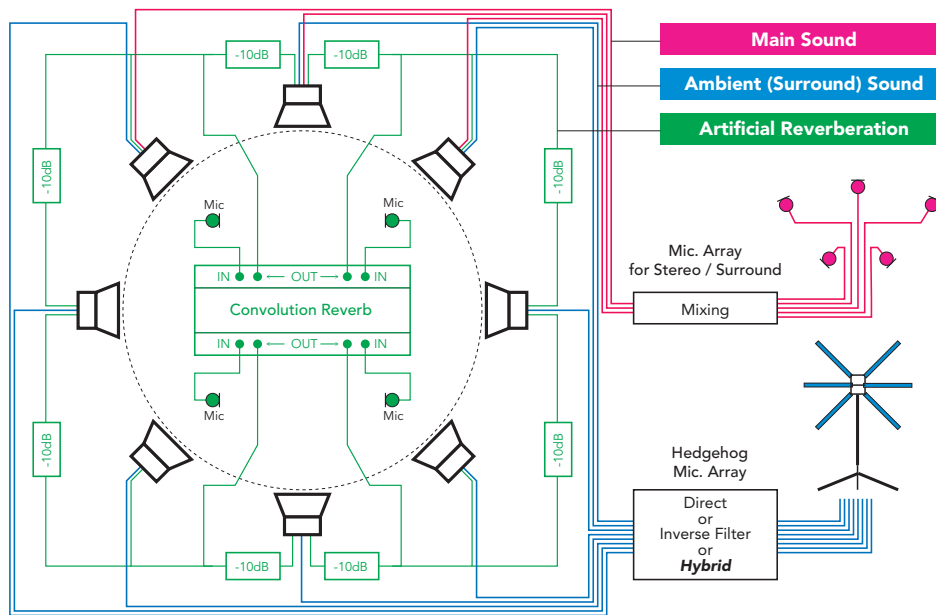 -10dB
-10dB
Main Sound
Ambient (Surround) Sound
Artificial Reverberation
-10dB
-10dB
Mic
Mic
Mic. Array
for Stereo / Surround
Mixing
IN
OUT
IN
Convolution Reverb
IN
OUT
IN
Mic
Mic
-10dB
-10dB
Hedgehog
Mic. Array
Direct
or
Inverse Filter
or
Hybrid
-10dB
-10dB